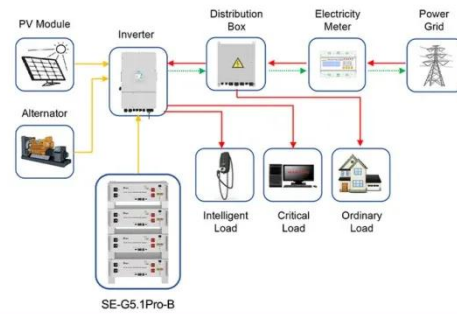 PV Module
Inverter
Distribution
Box
Electricity
Meter
Power
Grid
Alternator
Intelligent
Load
Critical
Load
Ordinary
Load
SE-G5.1Pro-B